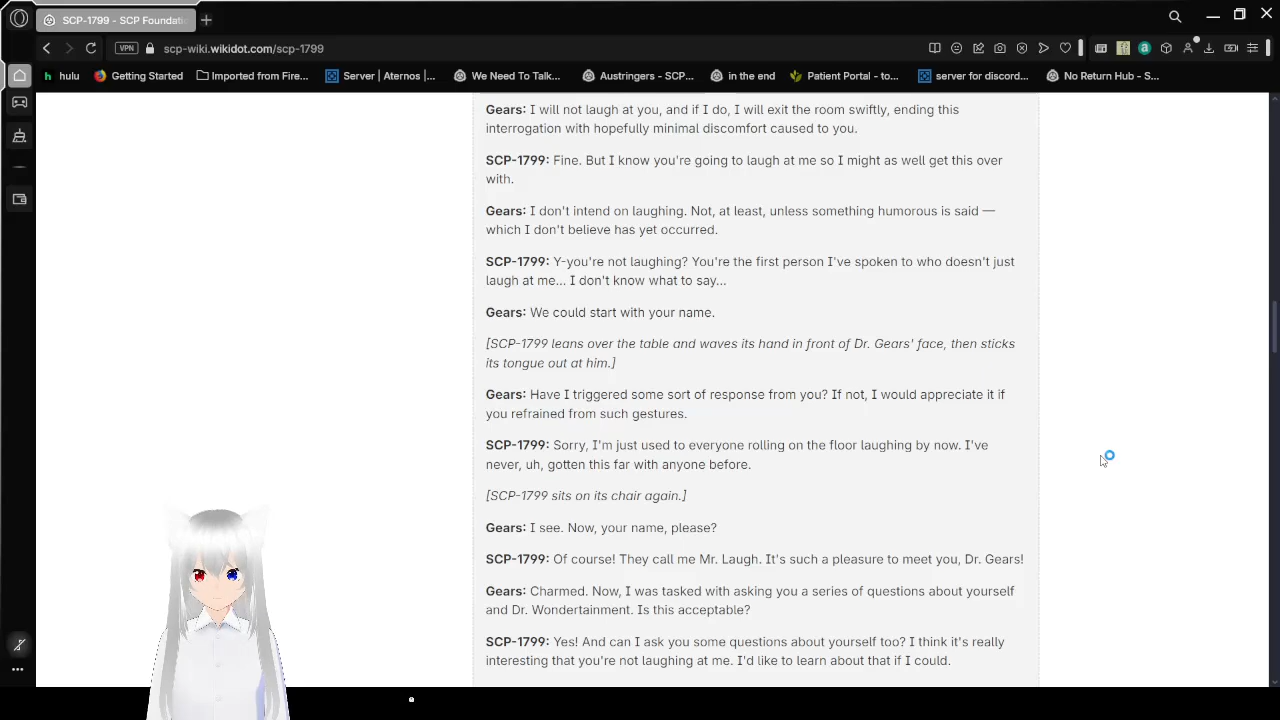 SCP-1799 - SCP Foundati
VPN
scp-wiki.wikidot.com/scp-1799
hulu
Getting Started
Imported from Fire...
Server | Aternos |...
We Need To Talk...
Austringers - SCP...
in the end
Patient Portal - to...
server for discord...
No Return Hub - S...
Gears: I will not laugh at you, and if I do, I will exit the room swiftly, ending this
interrogation with hopefully minimal discomfort caused to you.
SCP-1799: Fine. But I know you're going to laugh at me so I might as well get this over
with.
Gears: I don't intend on laughing. Not, at least, unless something humorous is said —
which I don't believe has yet occurred.
SCP-1799: Y-you're not laughing? You're the first person I've spoken to who doesn't just
laugh at me... I don't know what to say...
Gears: We could start with your name.
[SCP-1799 leans over the table and waves its hand in front of Dr. Gears' face, then sticks
its tongue out at him.]
Gears: Have I triggered some sort of response from you? If not, I would appreciate it if
you refrained from such gestures.
SCP-1799: Sorry, I'm just used to everyone rolling on the floor laughing by now. I've
never, uh, gotten this far with anyone before.
[SCP-1799 sits on its chair again.]
Gears: I see. Now, your name, please?
SCP-1799: Of course! They call me Mr. Laugh. It's such a pleasure to meet you, Dr. Gears!
Gears: Charmed. Now, I was tasked with asking you a series of questions about yourself
and Dr. Wondertainment. Is this acceptable?
SCP-1799: Yes! And can I ask you some questions about yourself too? I think it's really
interesting that you're not laughing at me. I'd like to learn about that if I could.